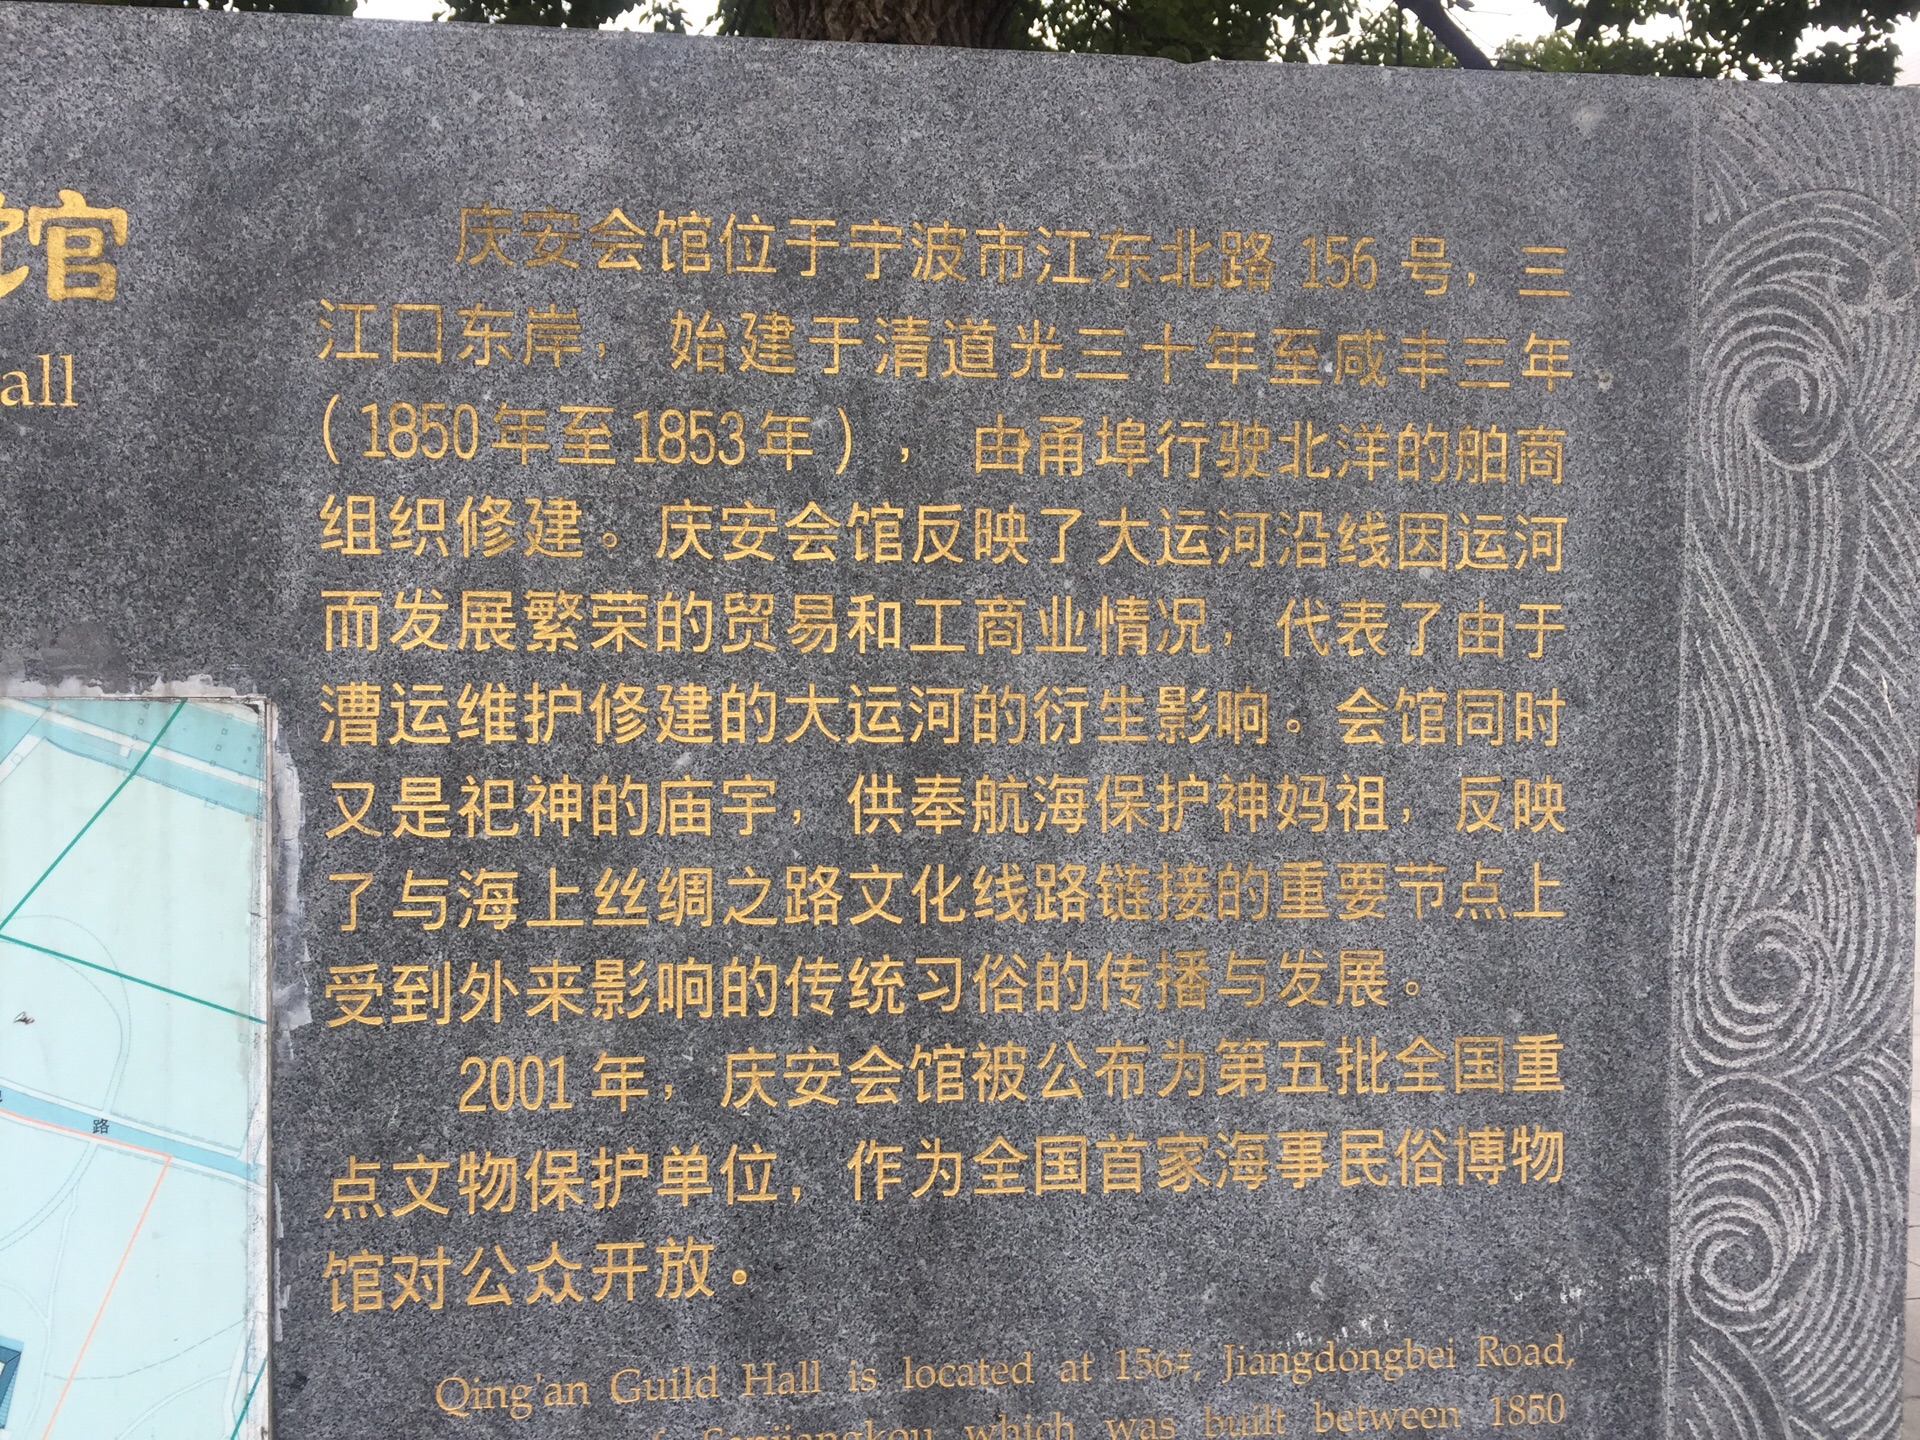 馆
all
庆安会馆位于宁波市江东北路 156 号，三
江口东岸， 始建于清道光三十年至咸丰三年
（1850年至1853年）， 由甬埠行驶北洋的舶商
组织修建。庆安会馆反映了大运河沿线因运河
而发展繁荣的贸易和工商业情况，代表了由于
漕运维护修建的大运河的衍生影响。会馆同时
又是祀神的庙宇，供奉航海保护神妈祖，反映
了与海上丝绸之路文化线路链接的重要节点上
受到外来影响的传统习俗的传播与发展。
2001年，庆安会馆被公布为第五批全国重
点文物保护单位，作为全国首家海事民俗博物
馆对公众开放。
Qing'an Guild Hall is located at 156#, Jiangdongbei Road,
Sanjiangkou which was built between 1850
路